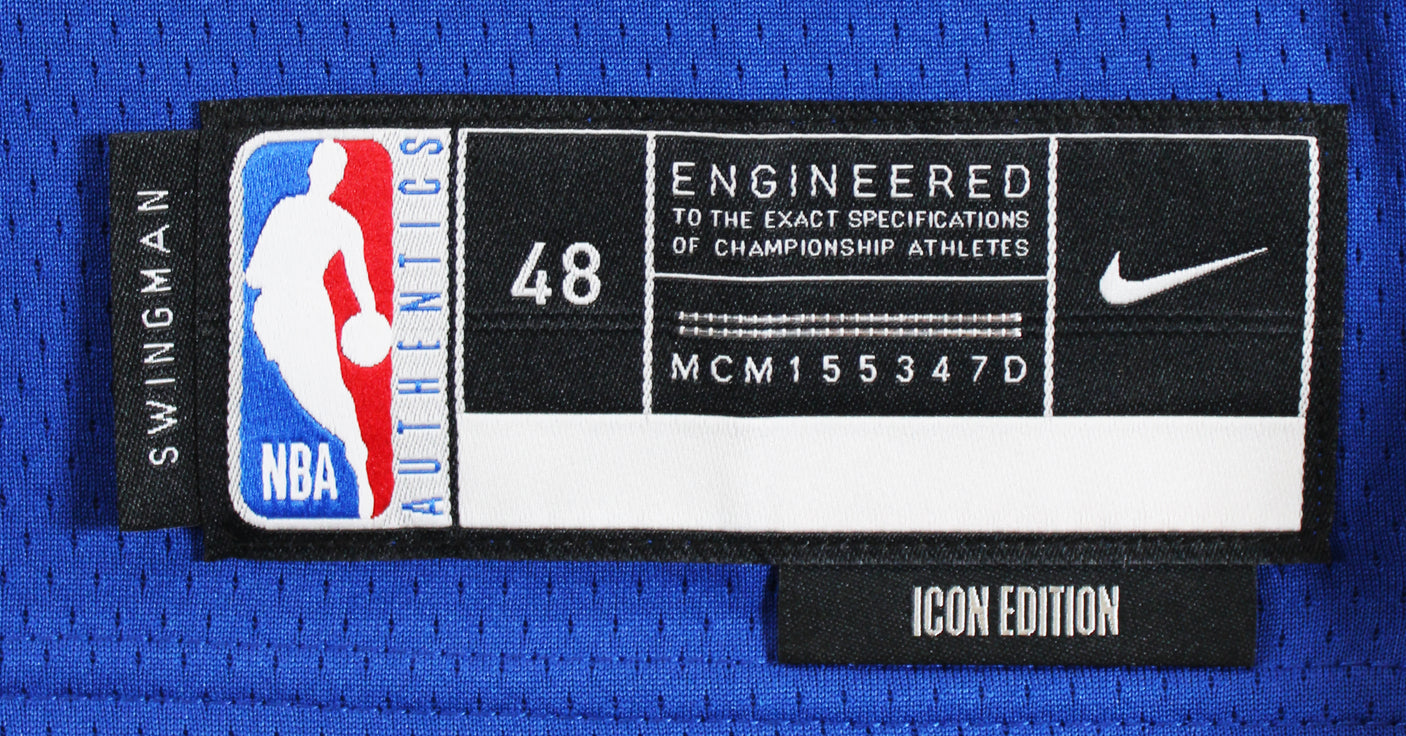 SWINGMAN
NBA
AUTHENTICS
48
ENGINEERED
TO THE EXACT SPECIFICATIONS
OF CHAMPIONSHIP ATHLETES
MCM155347D
ICON EDITION